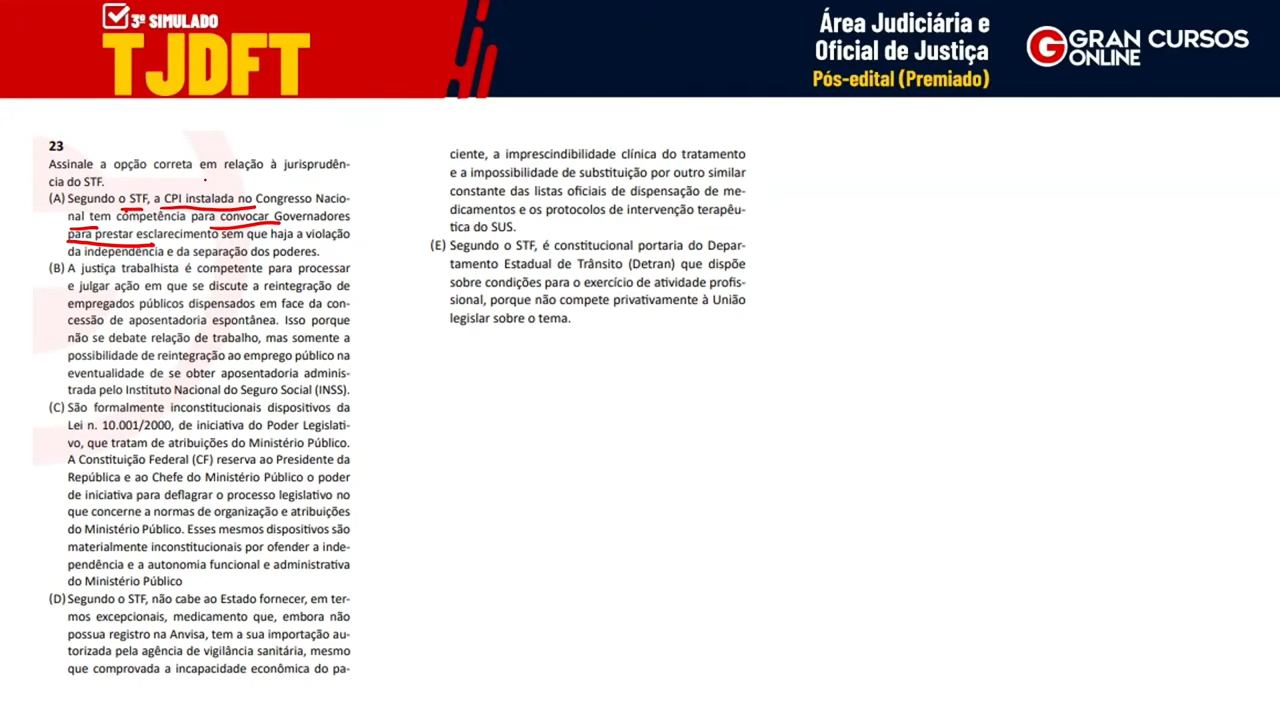 3º SIMULADO
TJDFT
Área Judiciária e
Oficial de Justiça
Pós-edital (Premiado)
GRAN CURSOS
ONLINE
23
Assinale a opção correta em relação à jurisprudên-
cia do STF.
(A) Segundo o STF, a CPI instalada no Congresso Nacio-
nal tem competência para convocar Governadores
para prestar esclarecimento sem que haja a violação
da independência e da separação dos poderes.
(B) A justiça trabalhista é competente para processar
e julgar ação em que se discute a reintegração de
empregados públicos dispensados em face da con-
cessão de aposentadoria espontânea. Isso porque
não se debate relação de trabalho, mas somente a
possibilidade de reintegração ao emprego público na
eventualidade de se obter aposentadoria adminis-
trada pelo Instituto Nacional do Seguro Social (INSS).
(C) São formalmente inconstitucionais dispositivos da
Lei n. 10.001/2000, de iniciativa do Poder Legislati-
vo, que tratam de atribuições do Ministério Público.
A Constituição Federal (CF) reserva ao Presidente da
República e ao Chefe do Ministério Público o poder
de iniciativa para deflagrar o processo legislativo no
que concerne a normas de organização e atribuições
do Ministério Público. Esses mesmos dispositivos são
materialmente inconstitucionais por ofender a inde-
pendência e a autonomia funcional e administrativa
do Ministério Público
(D) Segundo o STF, não cabe ao Estado fornecer, em ter-
mos excepcionais, medicamento que, embora não
possua registro na Anvisa, tem a sua importação au-
torizada pela agência de vigilância sanitária, mesmo
que comprovada a incapacidade econômica do pa-
ciente, a imprescindibilidade clínica do tratamento
e a impossibilidade de substituição por outro similar
constante das listas oficiais de dispensação de me-
dicamentos e os protocolos de intervenção terapêu-
tica do SUS.
(E) Segundo o STF, é constitucional portaria do Depar-
tamento Estadual de Trânsito (Detran) que dispõe
sobre condições para o exercício de atividade profis-
sional, porque não compete privativamente à União
legislar sobre o tema.